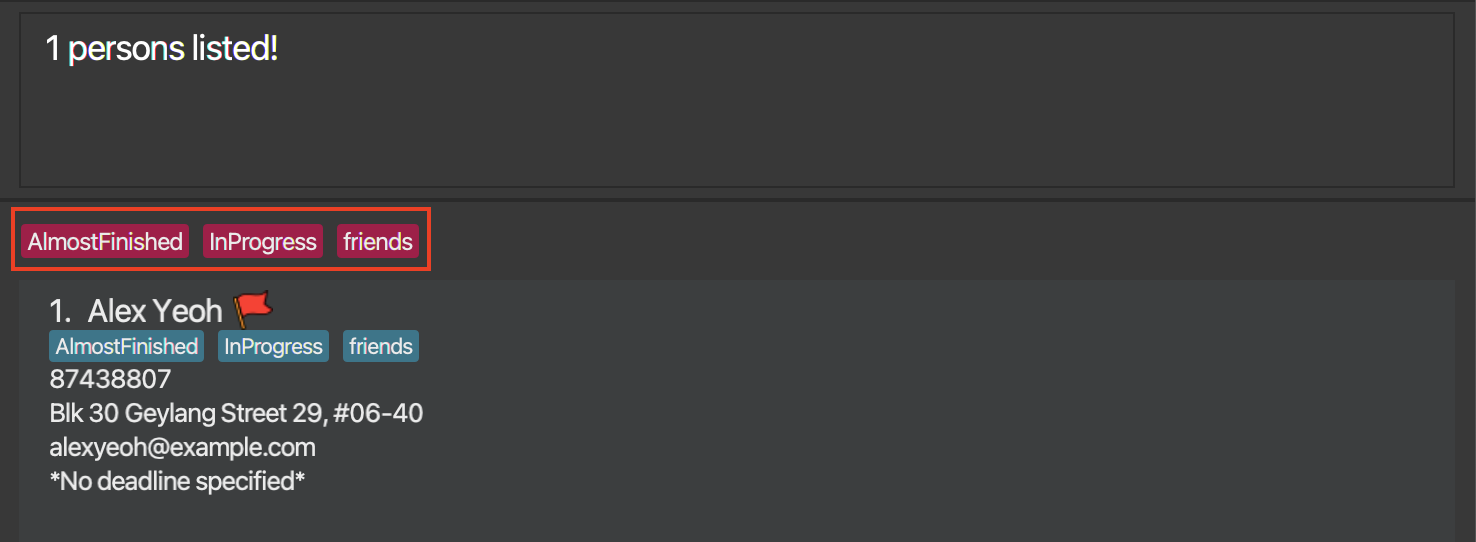 1 persons listed!
AlmostFinished InProgress friends
1. Alex Yeoh
AlmostFinished InProgress friends
87438807
Blk 30 Geylang Street 29, #06-40
alexyeoh@example.com
*No deadline specified*